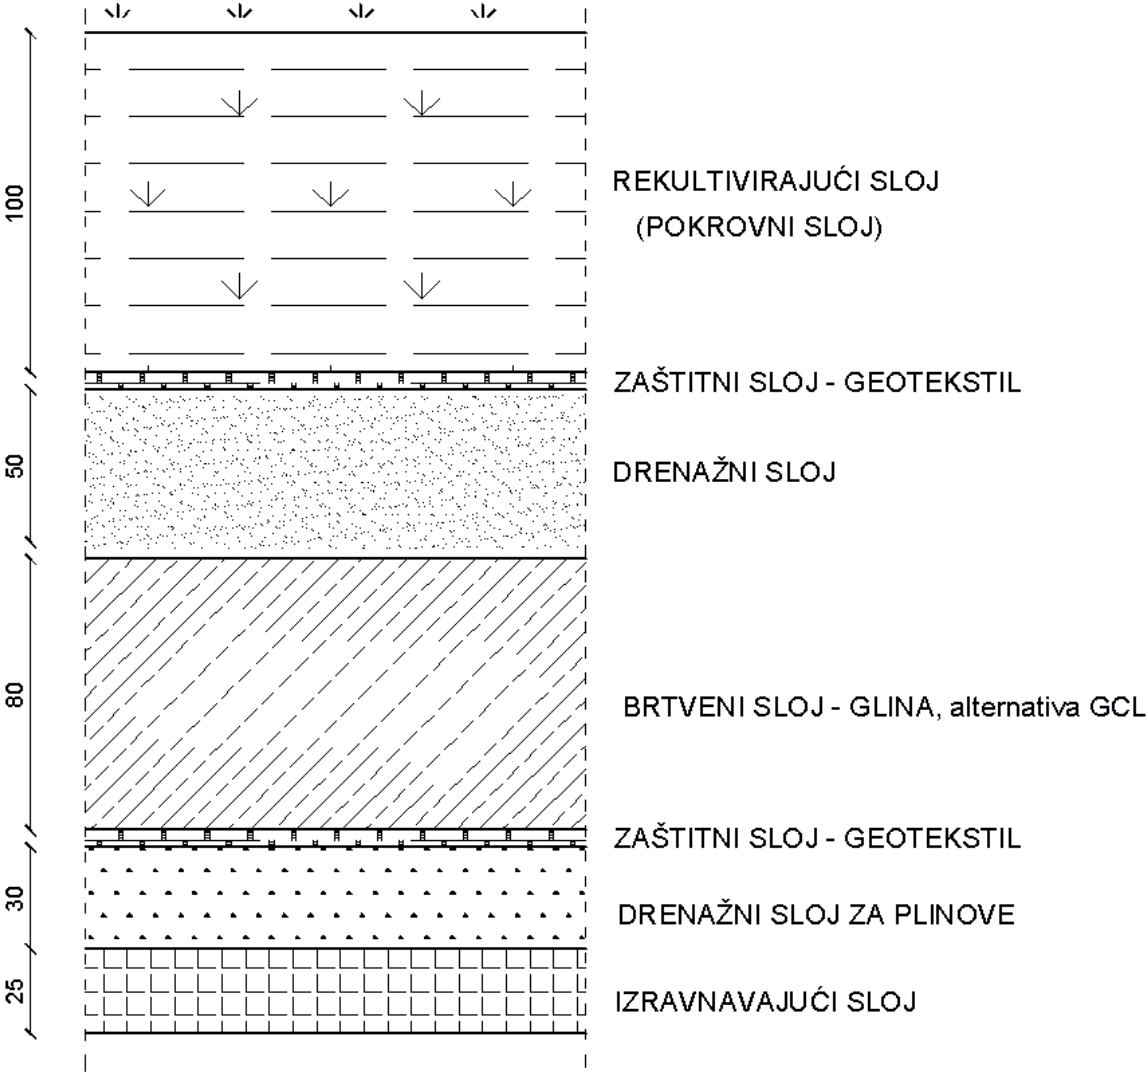 100
REKULTIVIRAJUĆI SLOJ
(POKROVNI SLOJ)
ZAŠTITNI SLOJ - GEOTEKSTIL
50
DRENAŽNI SLOJ
80
BRTVENI SLOJ - GLINA, alternativa GCL
ZAŠTITNI SLOJ - GEOTEKSTIL
30
DRENAŽNI SLOJ ZA PLINOVE
25
IZRAVNAVAJUĆI SLOJ